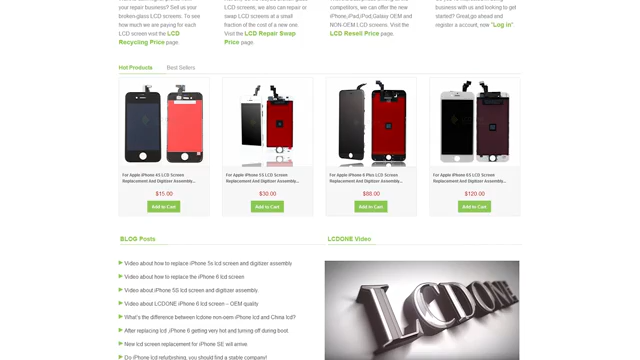 your repair business? Sell us your
broken-glass LCD screens. To see
how much we are paying for each
LCD screen visit the LCD
Recycling Price page.
LCD screens, we also can repair or
swap LCD screens at a small
fraction of the cost of a new one.
Visit the LCD Repair Swap
Price page.
competitors, we can offer the new
iPhone,iPad,iPod,Galaxy OEM and
NON-OEM LCD screens. Visit the
LCD Resell Price page.
business with us and looking to get
started? Great,go ahead and
register a account, now "Log in"
Hot Products
Best Sellers
For Apple iPhone 4S LCD Screen
Replacement And Digitizer Assembly...
$15.00
Add to Cart
For Apple iPhone 5S LCD Screen
Replacement And Digitizer Assembly...
$30.00
Add to Cart
For Apple iPhone 6 Plus LCD Screen
Replacement And Digitizer Assembly...
Add to Cart
For Apple iPhone 6S LCD Screen
Replacement And Digitizer Assembly...
$120.00
Add to Cart
BLOG Posts
Video about how to replace iPhone 5s lcd screen and digitizer assembly
Video about how to replace the iPhone 6 lcd screen
Video about iPhone 5S lcd screen and digitizer assembly.
Video about LCDONE iPhone 6 lcd screen – OEM quality
What's the difference between lcdone non-oem iPhone lcd and China lcd?
After replacing lcd ,iPhone 6 getting very hot and turning off during boot.
New lcd screen replacement for iPhone SE will arrive.
Do iPhone lcd refurbishing, you should find a stable company!
LCDONE Video
LCDONE